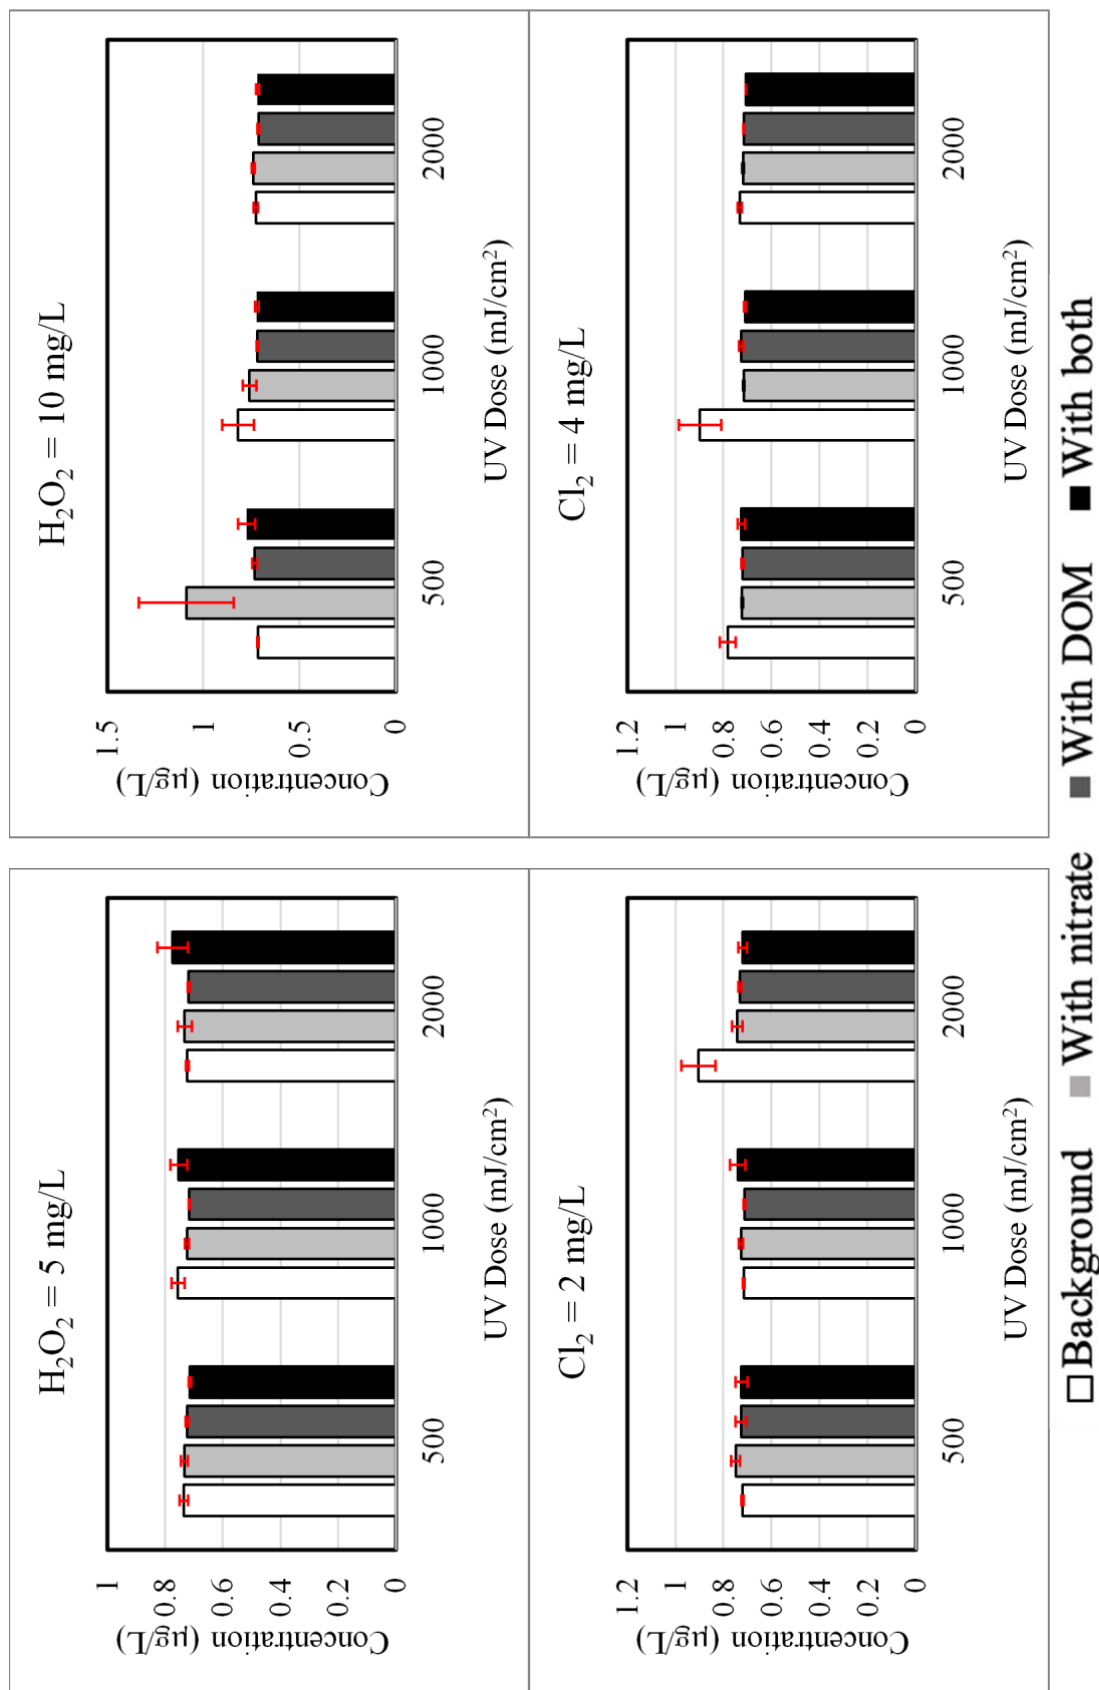 H₂O₂ = 5 mg/L
Concentration (µg/L)
1
0.8
0.6
0.4
0.2
0
500 1000 2000
UV Dose (mJ/cm²)
H₂O₂ = 10 mg/L
Concentration (µg/L)
1.5
1
0.5
0
500 1000 2000
UV Dose (mJ/cm²)
Cl₂ = 2 mg/L
Concentration (µg/L)
1.2
1
0.8
0.6
0.4
0.2
0
500 1000 2000
UV Dose (mJ/cm²)
Cl₂ = 4 mg/L
Concentration (µg/L)
1.2
1
0.8
0.6
0.4
0.2
0
500 1000 2000
UV Dose (mJ/cm²)
Background With nitrate With DOM With both